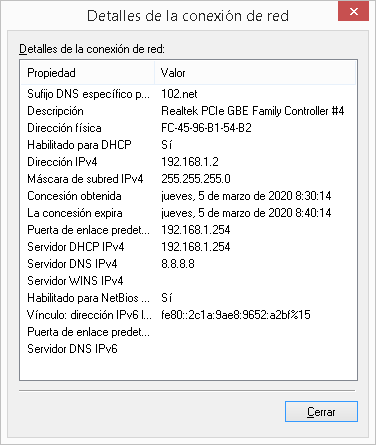 Detalles de la conexión de red
Detalles de la conexión de red:
Propiedad Valor
Sufijo DNS específico p... 102.net
Descripción Realtek PCIe GBE Family Controller #4
Dirección física FC-45-96-B1-54-B2
Habilitado para DHCP Sí
Dirección IPv4 192.168.1.2
Máscara de subred IPv4 255.255.255.0
Concesión obtenida jueves, 5 de marzo de 2020 8:30:14
La concesión expira jueves, 5 de marzo de 2020 8:40:14
Puerta de enlace predet... 192.168.1.254
Servidor DHCP IPv4 192.168.1.254
Servidor DNS IPv4 8.8.8.8
Servidor WINS IPv4
Habilitado para NetBios ... Sí
Vínculo: dirección IPv6 l... fe80::2c1a:9ae8:9652:a2bf%15
Puerta de enlace predet...
Servidor DNS IPv6
Cerrar